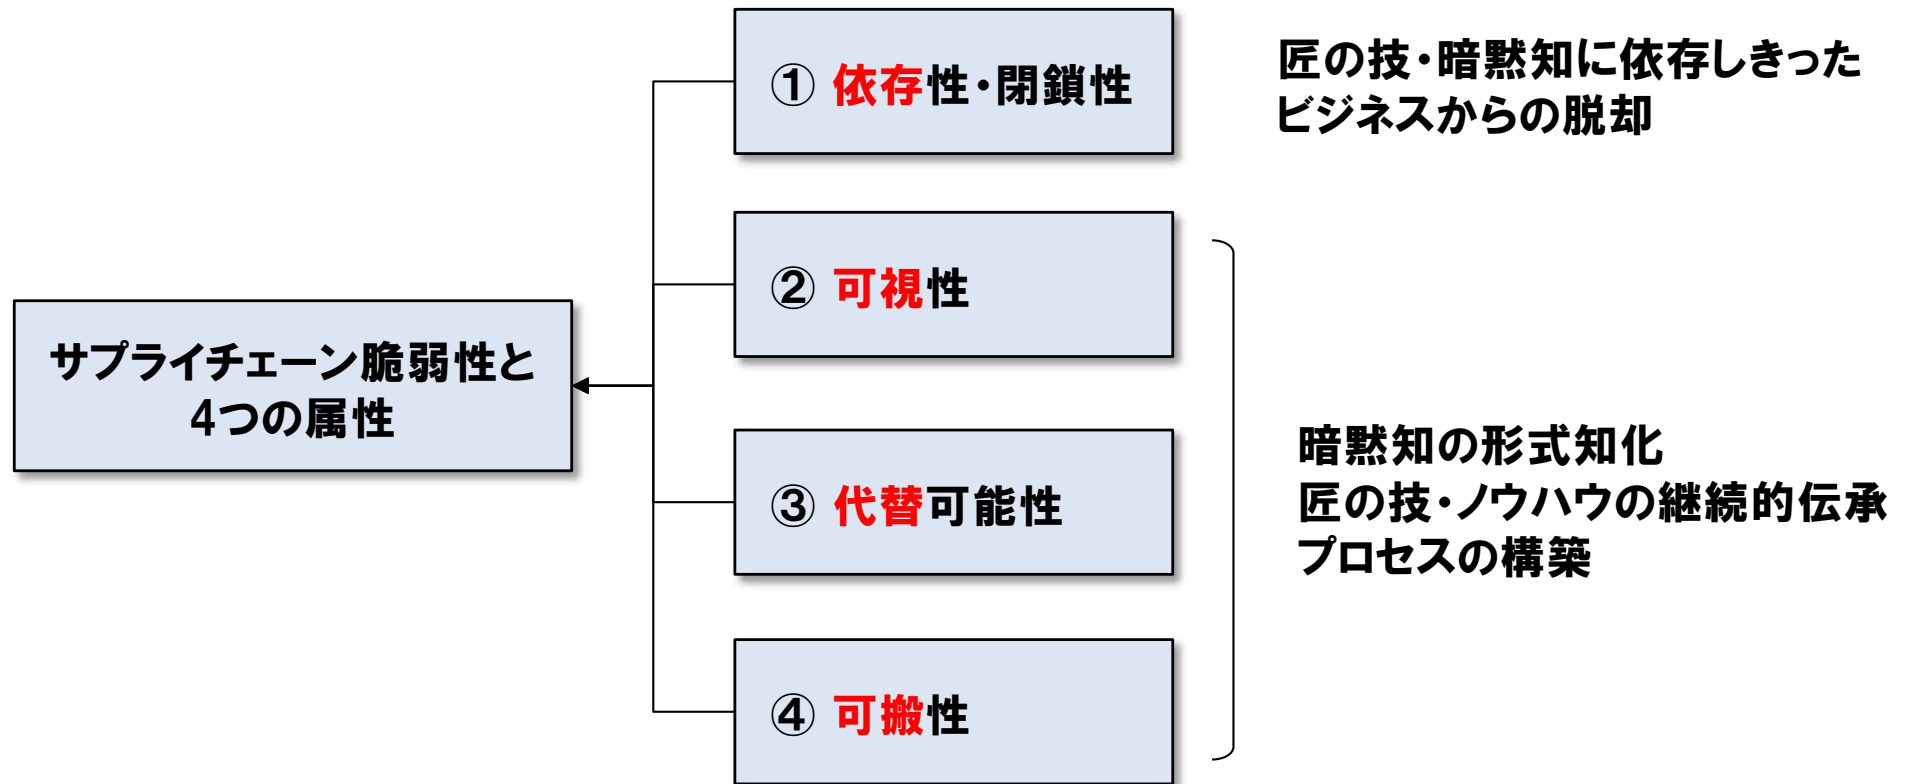 ① 依存性・閉鎖性
匠の技・暗黙知に依存しきった
ビジネスからの脱却
② 可視性
サプライチェーン脆弱性と
4つの属性
③ 代替可能性
暗黙知の形式知化
匠の技・ノウハウの継続的伝承
プロセスの構築
④ 可搬性